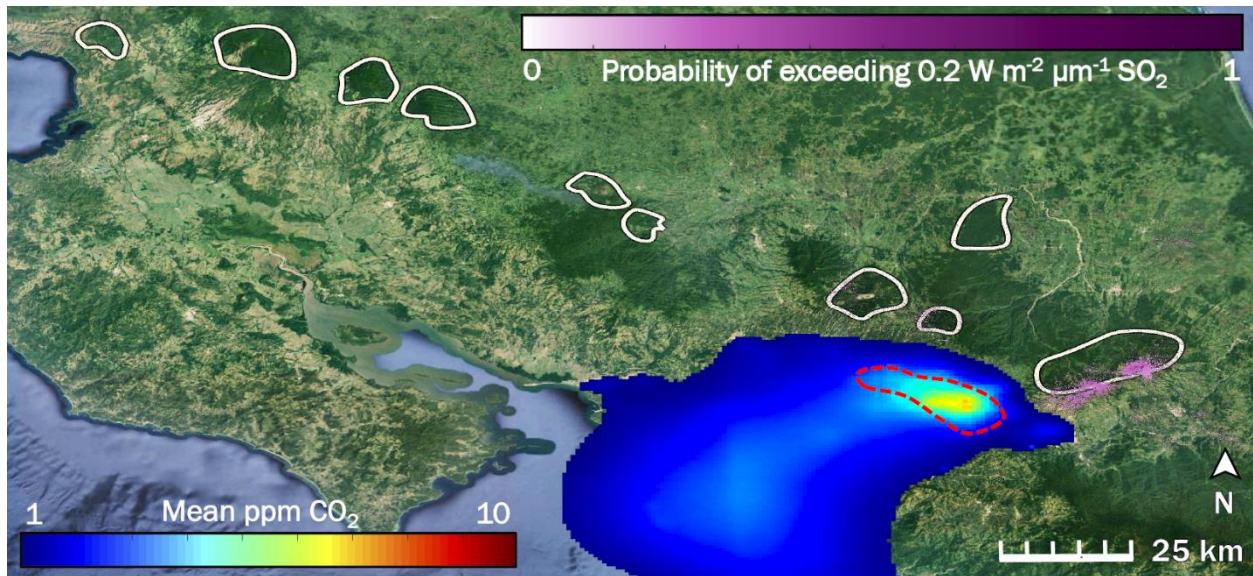 0 Probability of exceeding 0.2 W m⁻² µm⁻¹ SO₂ 1
1 Mean ppm CO₂ 10
N
25 km